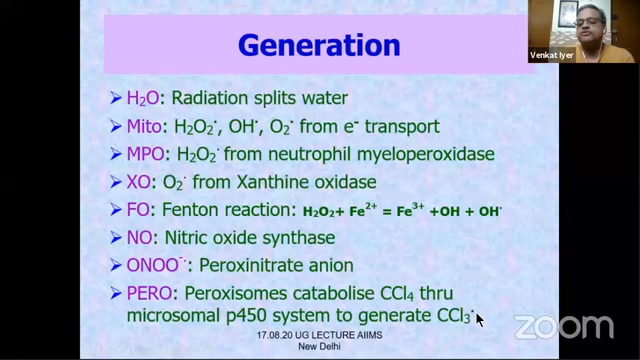 Generation
Venkat Iyer
➤ H₂O: Radiation splits water
➤ Mito: H₂O₂˙, OH˙, O₂˙ from e⁻ transport
➤ MPO: H₂O₂˙ from neutrophil myeloperoxidase
➤ XO: O₂˙ from Xanthine oxidase
➤ FO: Fenton reaction: H₂O₂+ Fe²⁺ = Fe³⁺ +OH + OH˙
➤ NO: Nitric oxide synthase
➤ ONOO⁻˙: Peroxinitrate anion
➤ PERO: Peroxisomes catabolise CCl₄ thru
microsomal p450 system to generate CCl₃˙
17.08.20 UG LECTURE AIIMS
New Delhi
zoom